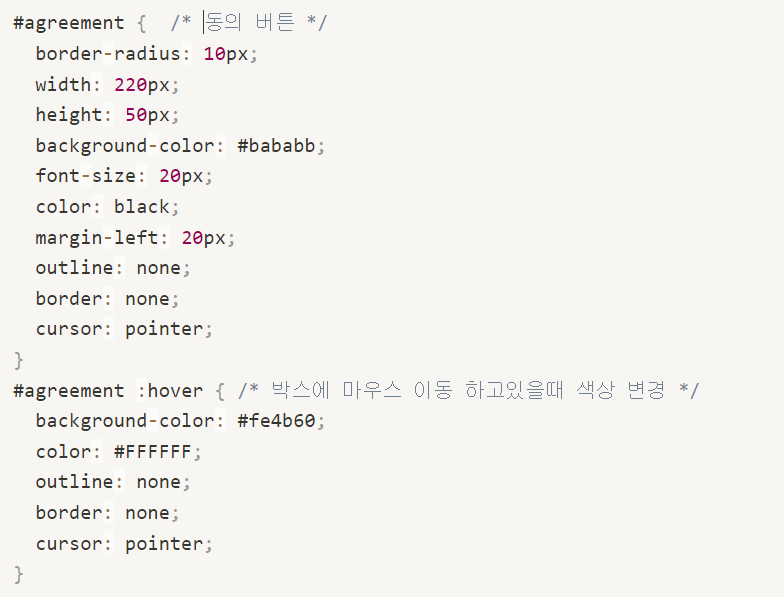 #agreement {  /* 동의 버튼 */
  border-radius: 10px;
  width: 220px;
  height: 50px;
  background-color: #bababb;
  font-size: 20px;
  color: black;
  margin-left: 20px;
  outline: none;
  border: none;
  cursor: pointer;
}
#agreement :hover { /* 박스에 마우스 이동 하고있을때 색상 변경 */
  background-color: #fe4b60;
  color: #FFFFFF;
  outline: none;
  border: none;
  cursor: pointer;
}